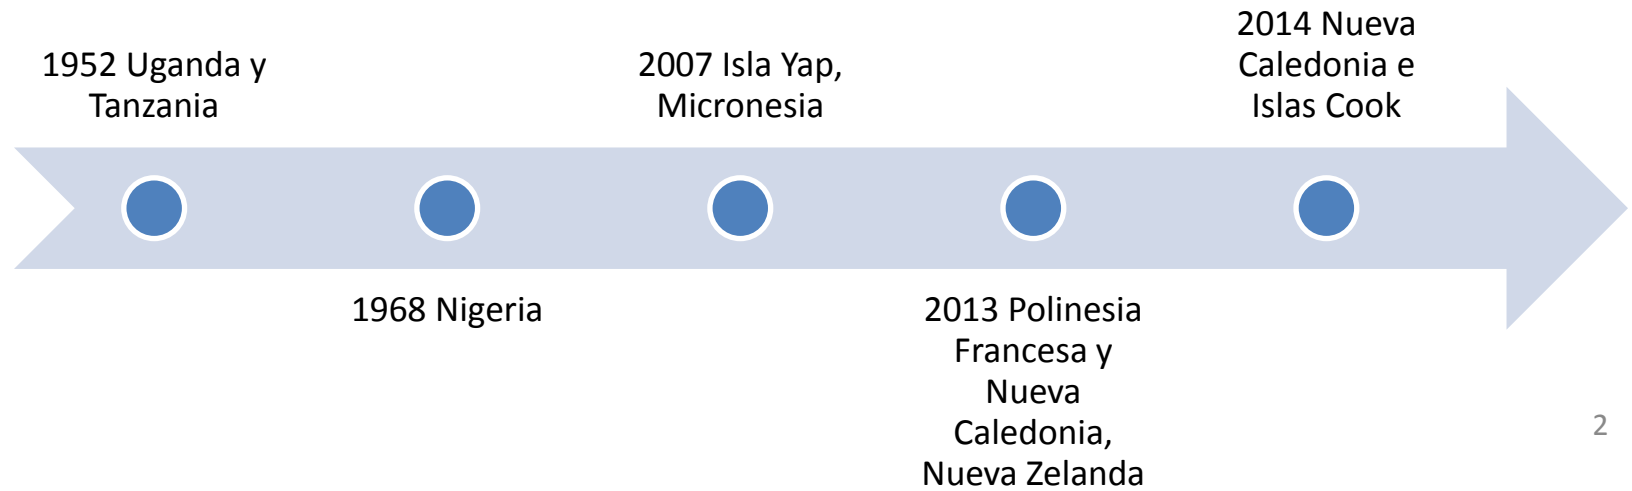 1952 Uganda y
Tanzania
1968 Nigeria
2007 Isla Yap,
Micronesia
2013 Polinesia
Francesa y
Nueva
Caledonia,
Nueva Zelanda
2014 Nueva
Caledonia e
Islas Cook
2